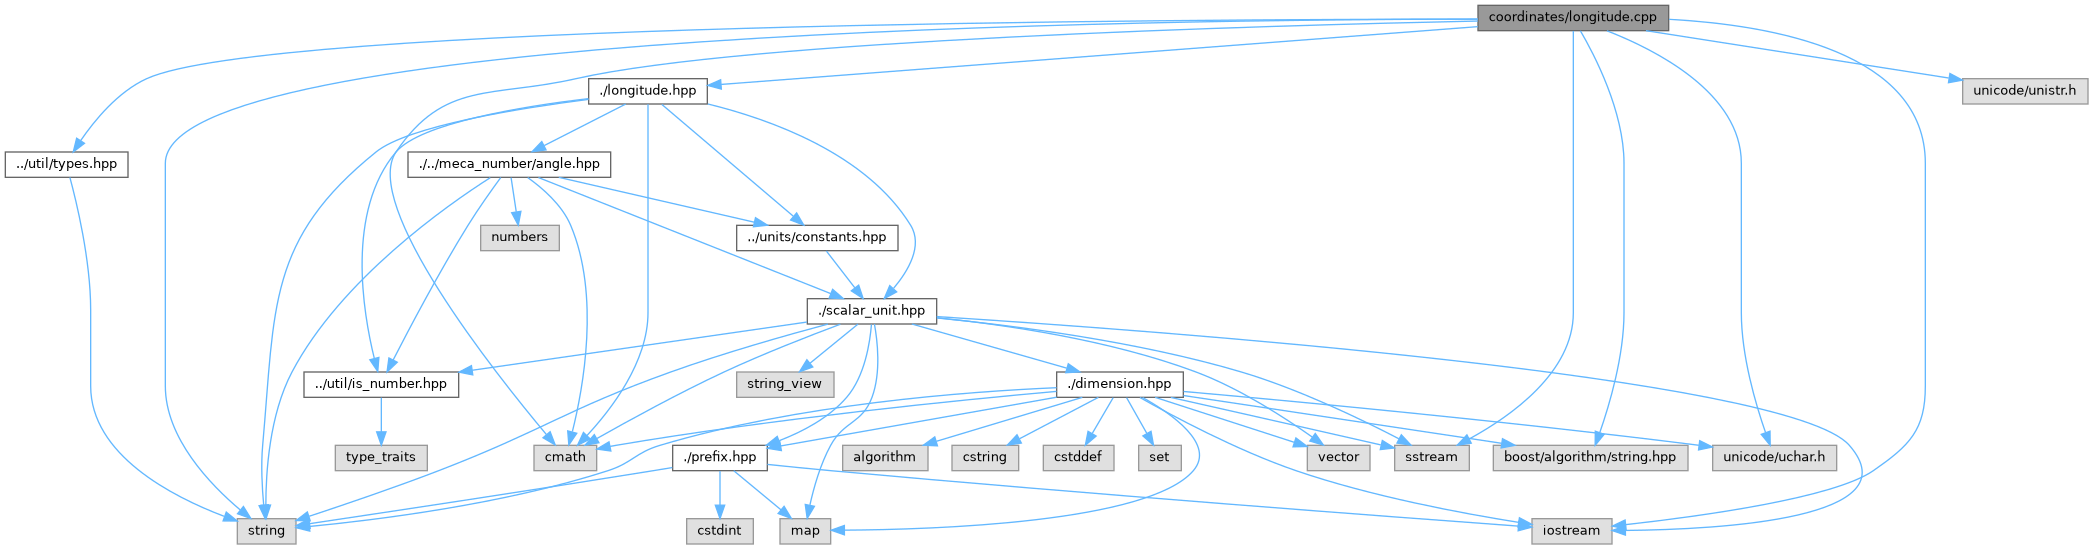 coordinates/longitude.cpp
./longitude.hpp
unicode/unistr.h
../util/types.hpp
./../meca_number/angle.hpp
numbers
../units/constants.hpp
./scalar_unit.hpp
../util/is_number.hpp
string_view
./dimension.hpp
type_traits
cmath
./prefix.hpp
algorithm
cstring
cstddef
set
vector
sstream
boost/algorithm/string.hpp
unicode/uchar.h
string
cstdint
map
iostream